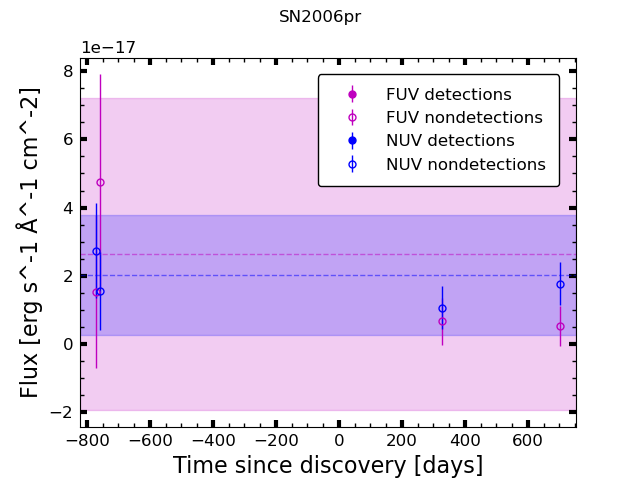 SN2006pr
1e−17
8
6
4
2
0
−2
Flux [erg s^-1 Å^-1 cm^-2]
FUV detections
FUV nondetections
NUV detections
NUV nondetections
−800 −600 −400 −200 0 200 400 600
Time since discovery [days]